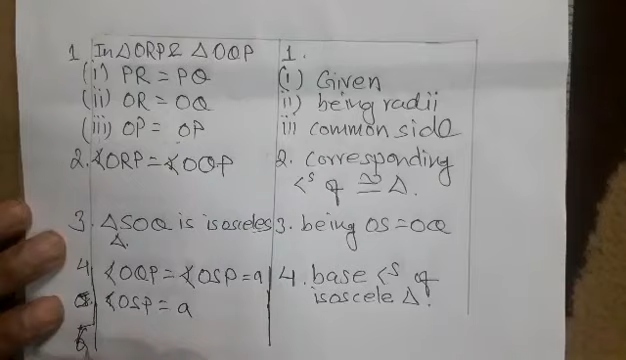 1 In △ORP & △OQP 1.
(i) PR = PQ (i) Given
(ii) OR = OQ ii) being radii
(iii) OP = OP iii common side
2. ∢ORP = ∢OQP 2. corresponding
<s of ≅ △.
3. △SOQ is isosceles 3. being OS = OQ
△.
4 ∢OQP = ∢OSP = a 4. base <s of
∢OSP = a isoscele △.